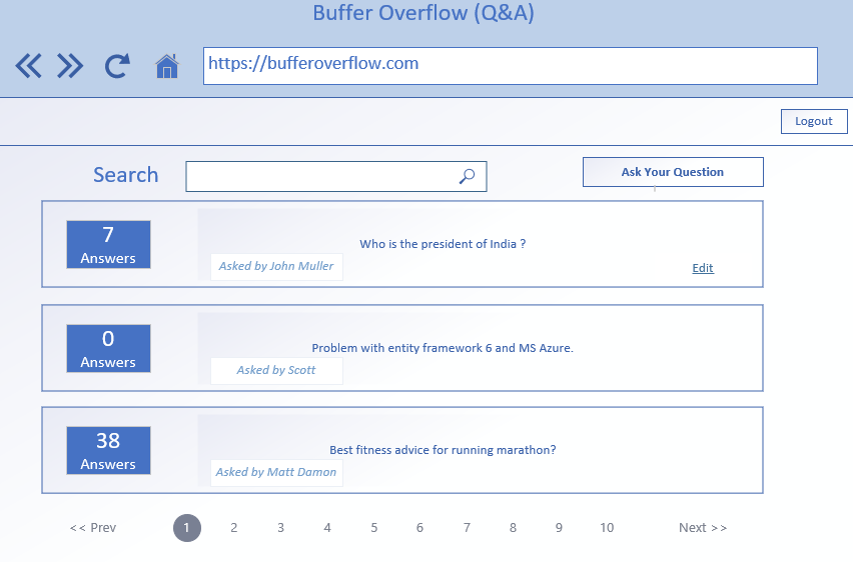 Buffer Overflow (Q&A)
https://bufferoverflow.com
Logout
Search
Ask Your Question
7
Answers
Who is the president of India ?
Asked by John Muller
Edit
0
Answers
Problem with entity framework 6 and MS Azure.
Asked by Scott
38
Answers
Best fitness advice for running marathon?
Asked by Matt Damon
<< Prev 1 2 3 4 5 6 7 8 9 10 Next >>